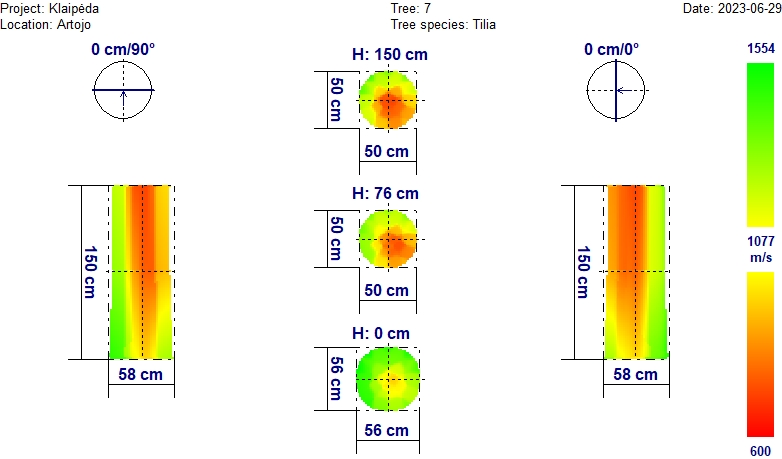 Project: Klaipéda
Tree: 7
Date: 2023-06-29
Location: Artojo
Tree species: Tilia
0 cm/90°
H: 150 cm
0 cm/0°
1554
50 cm
50 cm
H: 76 cm
50 cm
50 cm
150 cm
150 cm
1077
m/s
H: 0 cm
56 cm
58 cm
58 cm
56 cm
600